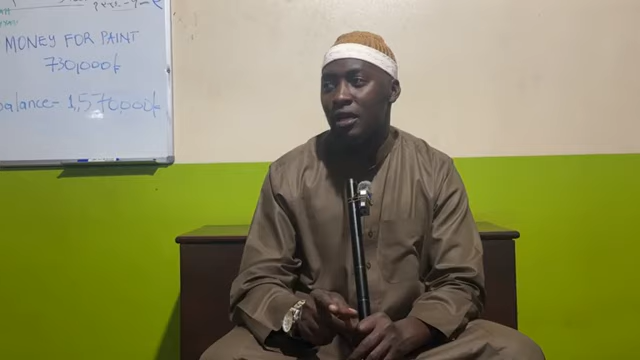 MONEY FOR PAINT
730,000/=
balance = 1,570,000/=